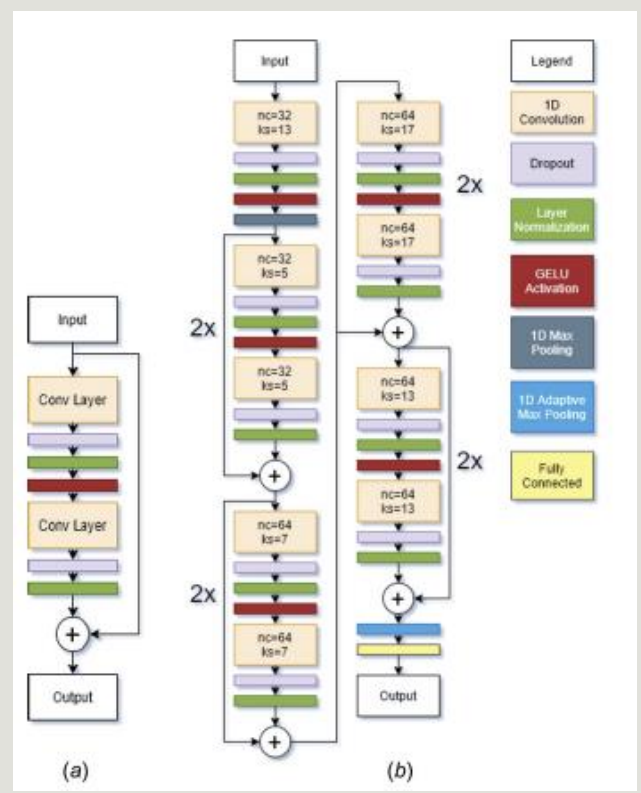 Input
Conv Layer
Conv Layer
+
Output
(a)
Input
nc=32
ks=13
2x
nc=32
ks=5
nc=32
ks=5
+
2x
nc=64
ks=7
nc=64
ks=7
+
nc=64
ks=17
2x
nc=64
ks=17
+
nc=64
ks=13
2x
nc=64
ks=13
+
Output
(b)
Legend
1D
Convolution
Dropout
Layer
Normalization
GELU
Activation
1D Max
Pooling
1D Adaptive
Max Pooling
Fully
Connected